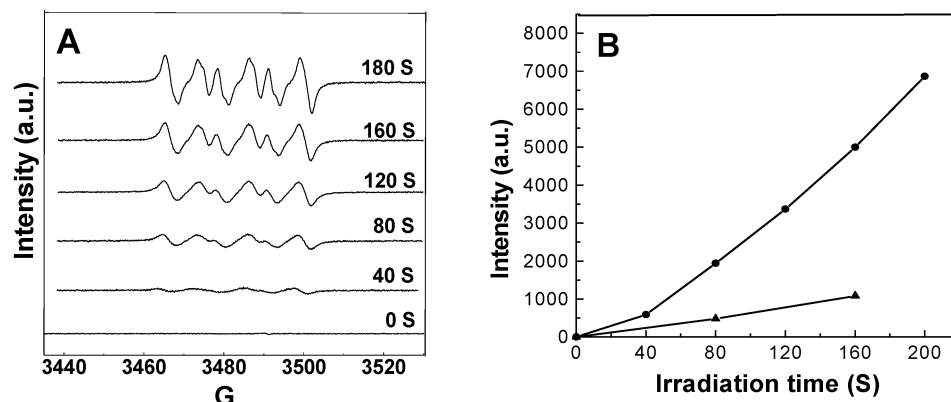 A
180 S
160 S
120 S
80 S
40 S
0 S
Intensity (a.u.)
3440 3460 3480 3500 3520
G
B
8000
7000
6000
5000
4000
3000
2000
1000
0
Intensity (a.u.)
0 40 80 120 160 200
Irradiation time (S)